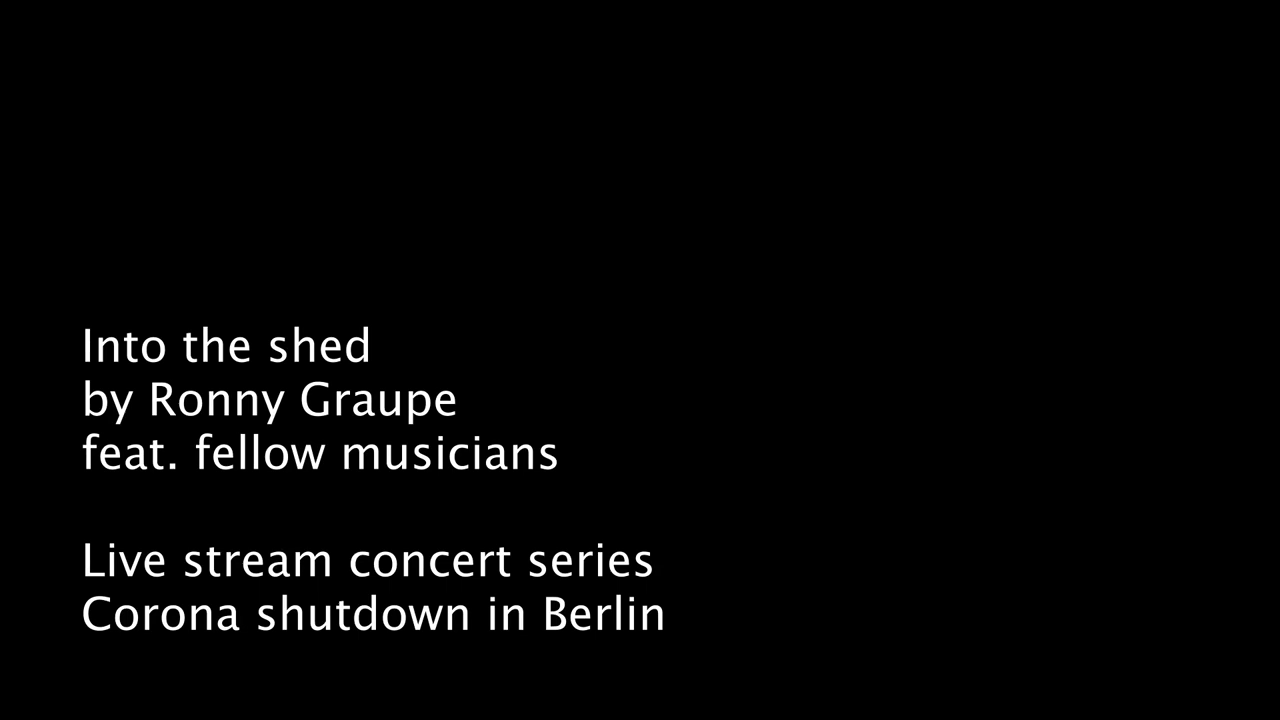 Into the shed
by Ronny Graupe
feat. fellow musicians
Live stream concert series
Corona shutdown in Berlin